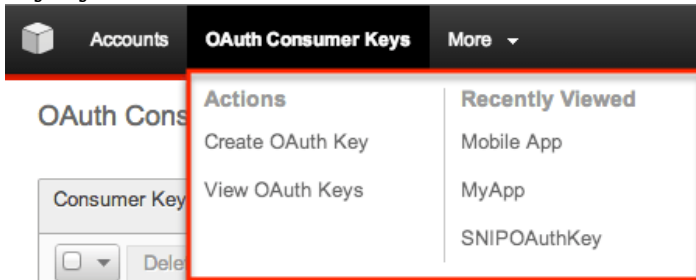 Accounts OAuth Consumer Keys More
OAuth Cons
Actions
Create OAuth Key
View OAuth Keys
Recently Viewed
Mobile App
MyApp
SNIPOAuthKey
Consumer Key
Dele